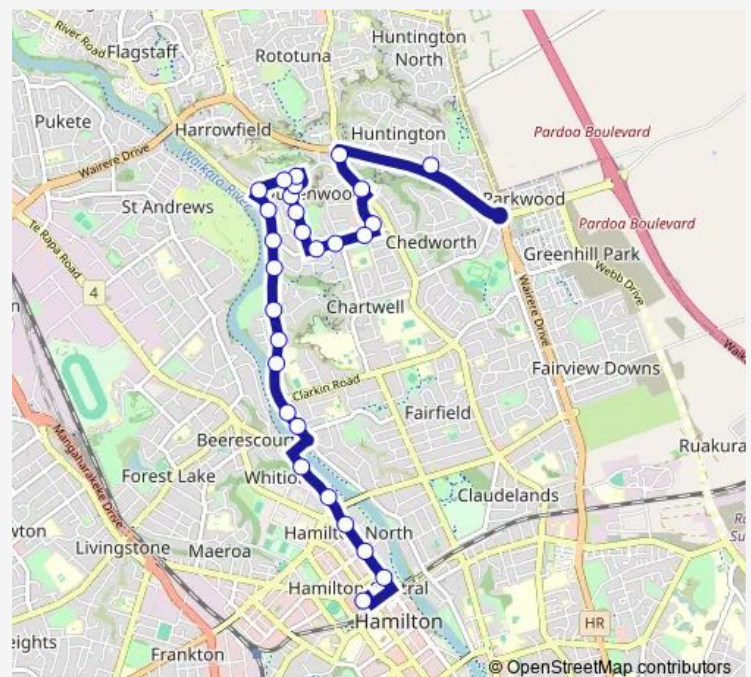 Huntington
North
River Road
Flagstaff
Rototuna
Pukete
Harrowfield
Huntington
Pardoa Boulevard
Wairere Drive
Waikato River
Parkwood
St Andrews
Pardoa Boulevard
Te Rapa Road
Chedworth
Greenhill Park
Webb Drive
4
Chartwell
Wairere Drive
Clarkin Road
Fairview Downs
Fairfield
Mangaharakeke Drive
Ruakura
Forest Lake
Claudelands
Livingstone
Maeroa
HR
Hamilton
Frankton
© OpenStreetMap contributors